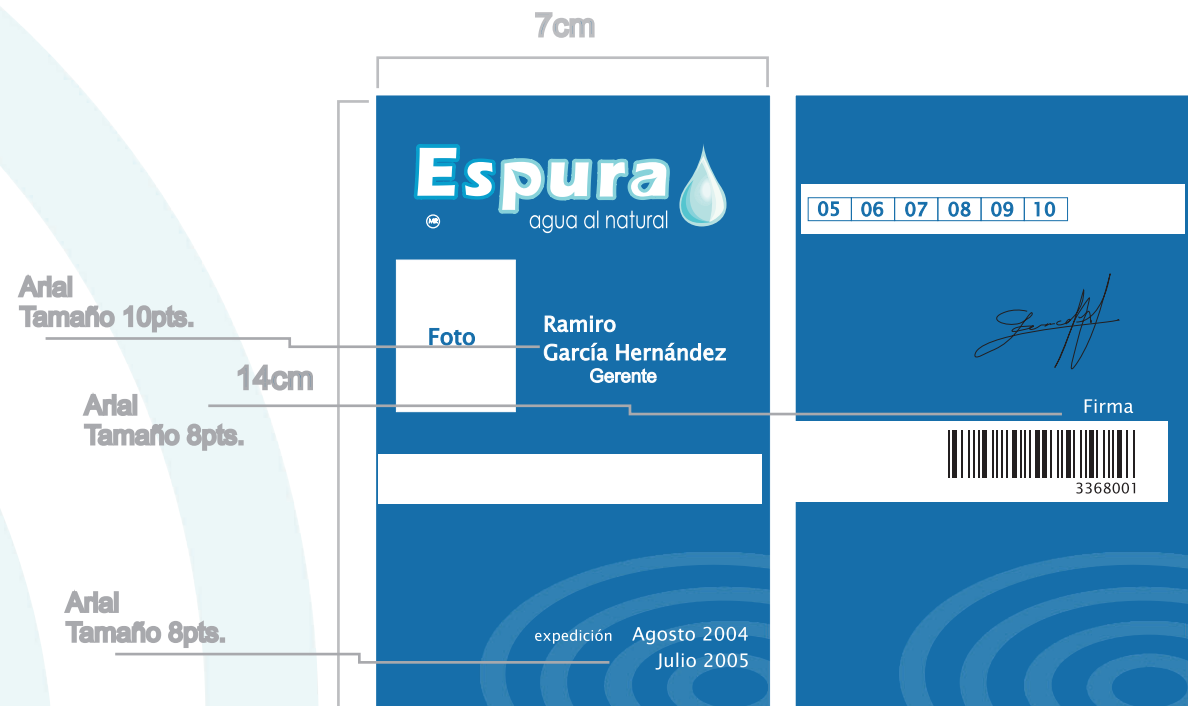 7cm
Espura
MR
agua al natural
05 06 07 08 09 10
Arial
Tamaño 10pts.
Foto
Ramiro
García Hernández
Gerente
14cm
Arial
Tamaño 8pts.
Firma
3368001
Arial
Tamaño 8pts.
expedición Agosto 2004
Julio 2005